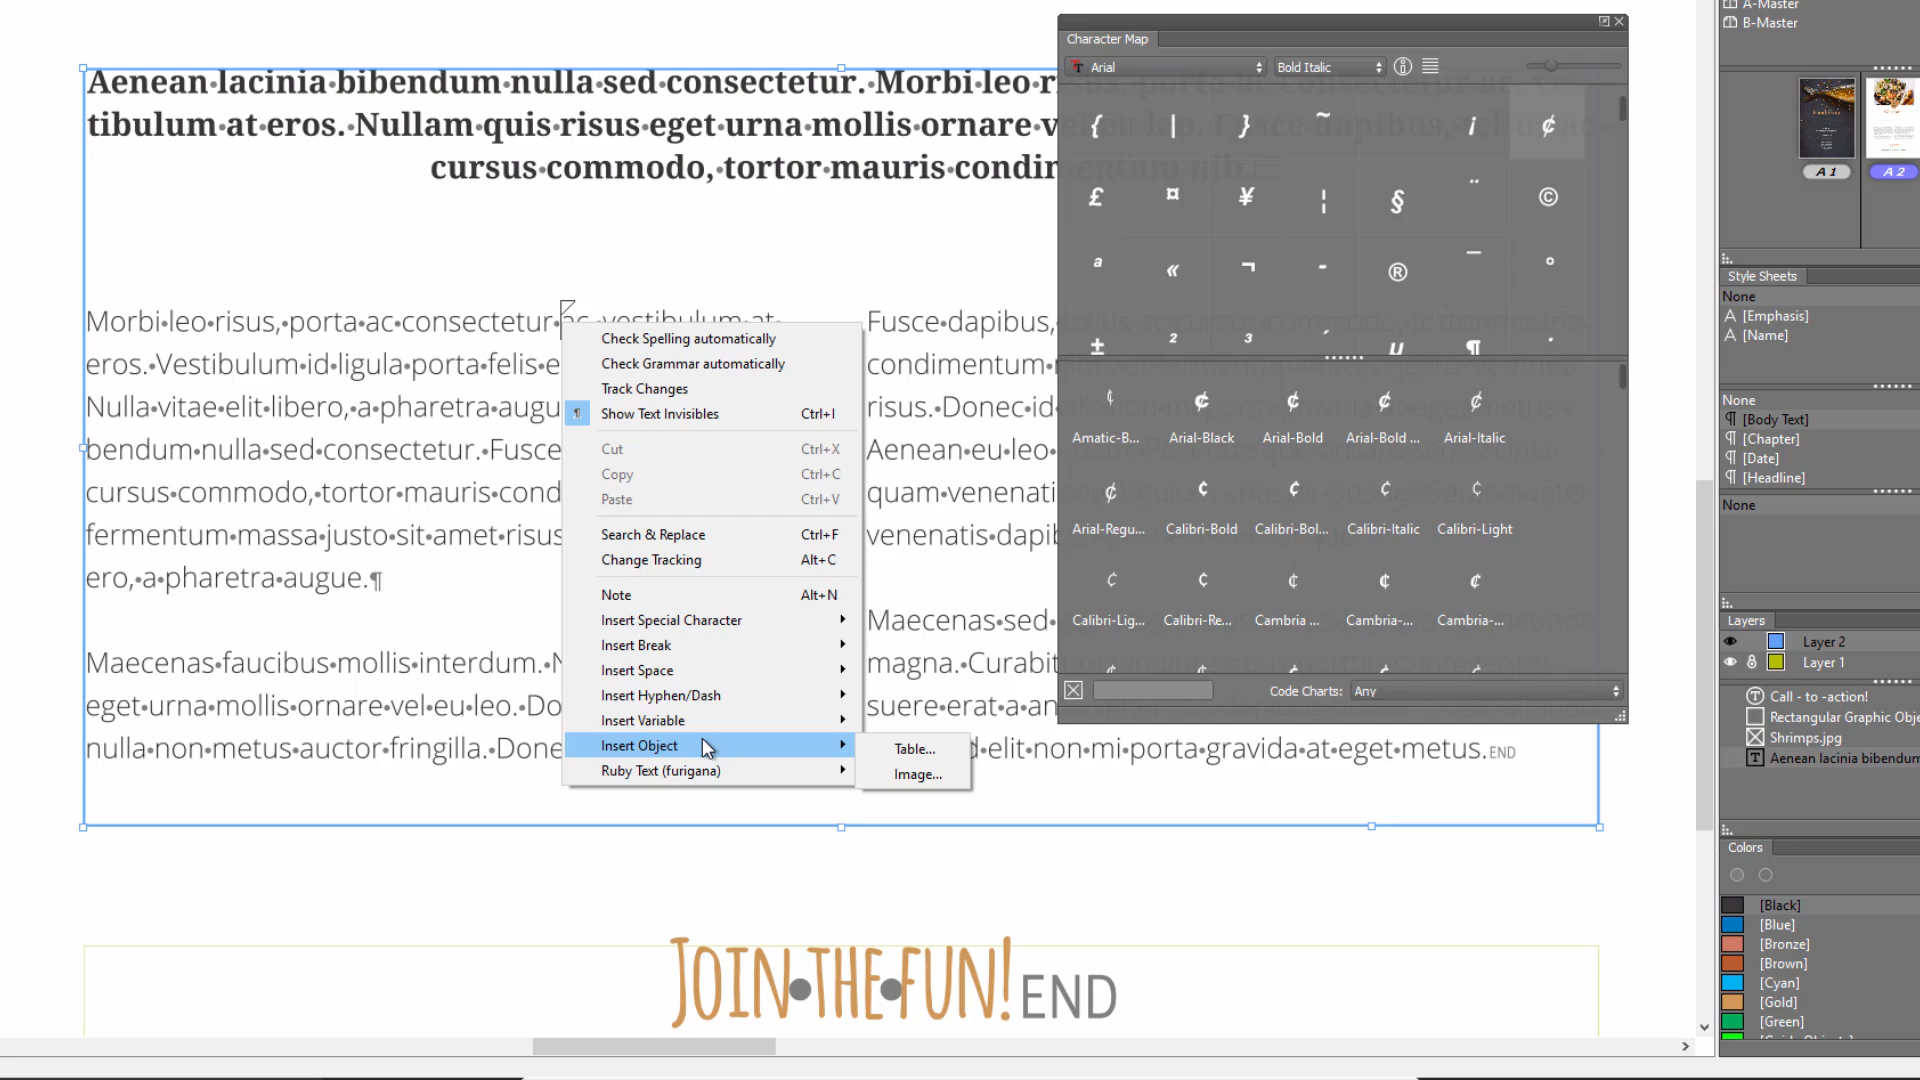 Aenean lacinia bibendum nulla sed consectetur. Morbi leo r
tibulum at eros. Nullam quis risus eget urna mollis ornare v
cursus commodo, tortor mauris condi
Morbi leo risus, porta ac consectetur ac vestibulum at
eros. Vestibulum id ligula porta felis e
Nulla vitae elit libero, a pharetra augu
bendum nulla sed consectetur. Fusce
cursus commodo, tortor mauris cond
fermentum massa justo sit amet risus
ero, a pharetra augue.¶
Maecenas faucibus mollis interdum. N
eget urna mollis ornare vel eu leo. Do
nulla non metus auctor fringilla. Done
Fusce dapibus,
condimentum
risus. Donec id
Aenean eu leo
quam venenati
venenatis dapib
Maecenas sed
magna. Curabit
suere erat a an
d elit non mi porta gravida at eget metus.END
JOIN THE FUN! END
Check Spelling automatically
Check Grammar automatically
Track Changes
¶ Show Text Invisibles Ctrl+I
Cut Ctrl+X
Copy Ctrl+C
Paste Ctrl+V
Search & Replace Ctrl+F
Change Tracking Alt+C
Note Alt+N
Insert Special Character
Insert Break
Insert Space
Insert Hyphen/Dash
Insert Variable
Insert Object
Ruby Text (furigana)
Table...
Image...
Character Map
Arial Bold Italic
{ | } ~ ¡ ¢
£ ¤ ¥ ¦ § ¨ ©
ª « ¬ - ® ¯ °
± ² ³ ´ µ ¶ ·
¢ ¢ ¢ ¢ ¢
Amatic-B... Arial-Black Arial-Bold Arial-Bold ... Arial-Italic
¢ ¢ ¢ ¢ ¢
Arial-Regu... Calibri-Bold Calibri-Bol... Calibri-Italic Calibri-Light
¢ ¢ ¢ ¢ ¢
Calibri-Lig... Calibri-Re... Cambria ... Cambria-... Cambria-...
Code Charts: Any
A-Master
B-Master
A 1 A 2
Style Sheets
None
A [Emphasis]
A [Name]
None
¶ [Body Text]
¶ [Chapter]
¶ [Date]
¶ [Headline]
None
Layers
Layer 2
Layer 1
Call - to -action!
Rectangular Graphic Obje
Shrimps.jpg
T Aenean lacinia bibendum
Colors
[Black]
[Blue]
[Bronze]
[Brown]
[Cyan]
[Gold]
[Green]